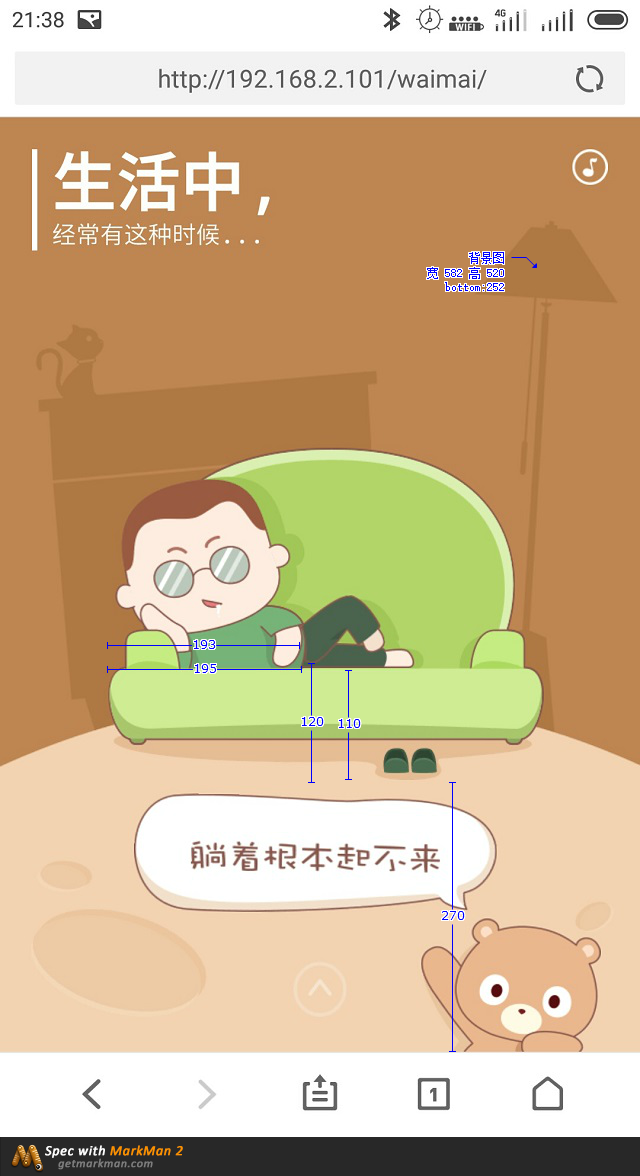 21:38
4G
WIFI
http://192.168.2.101/waimai/
生活中,
经常有这种时候...
背景图
宽 582 高 520
bottom:252
193
195
120
110
躺着根本起不来
270
1
Spec with MarkMan 2
getmarkman.com